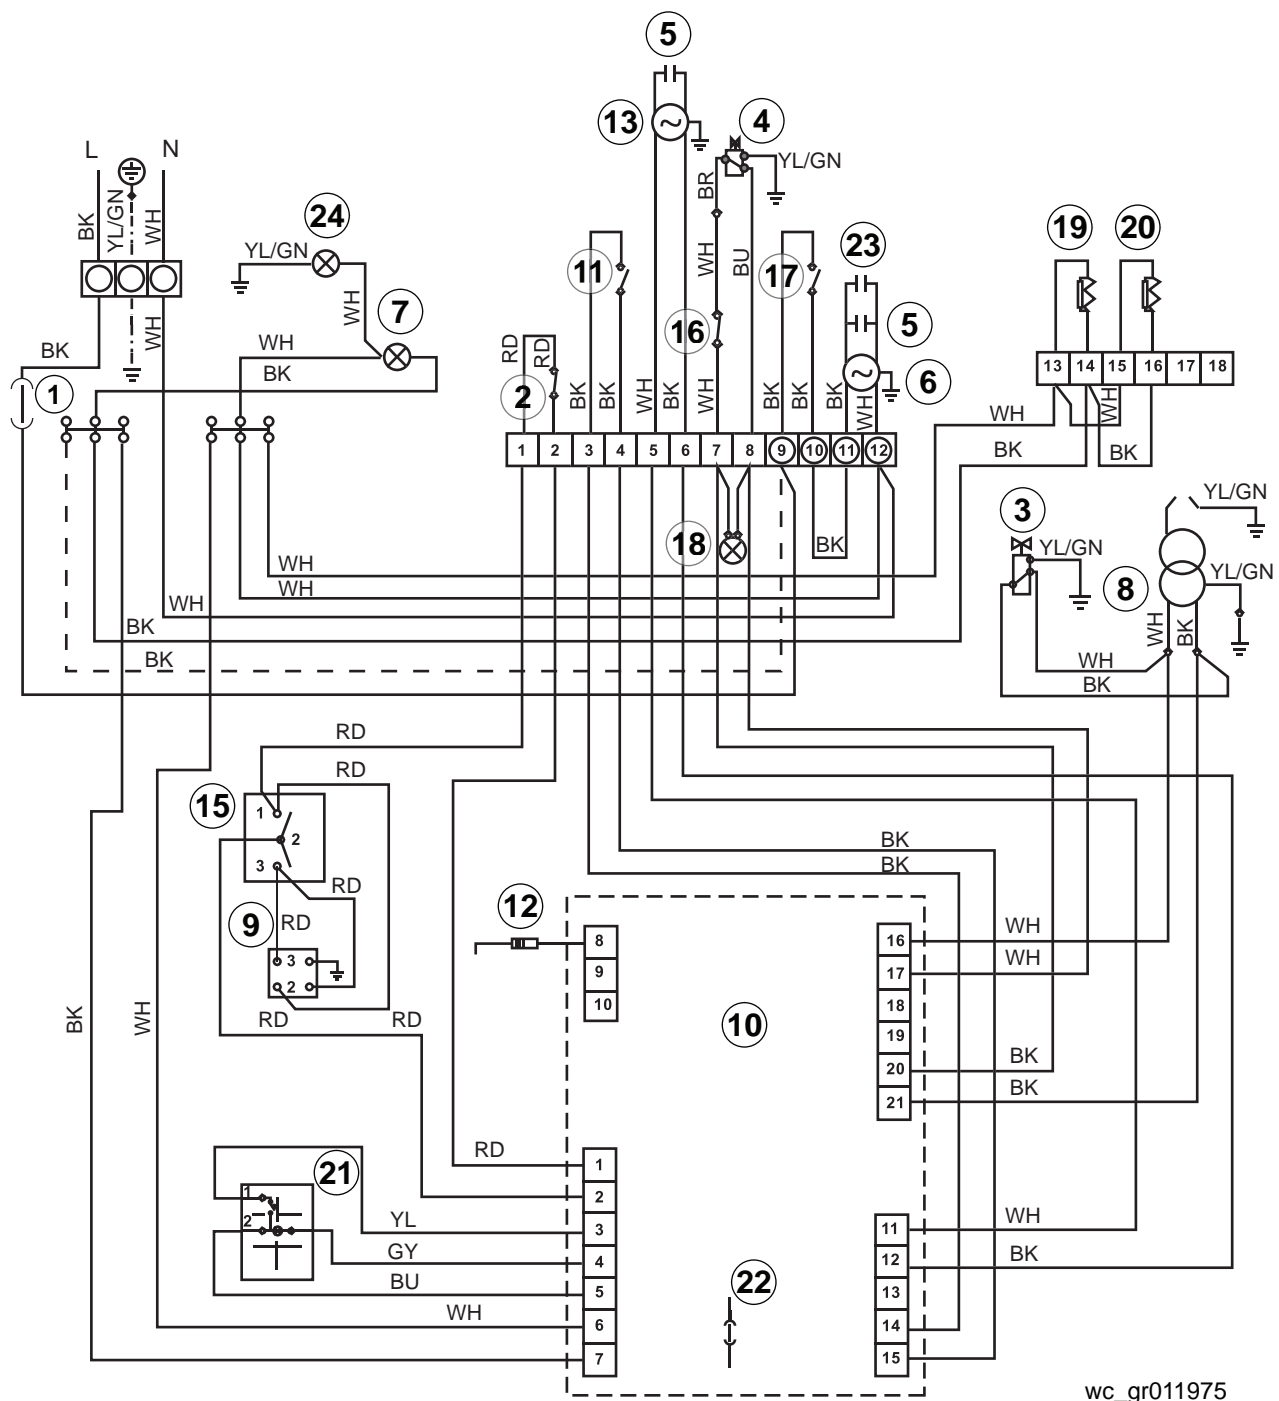 5
13
4
YL/GN
L
N
BK
YL/GN
WH
24
YL/GN
WH
7
WH
BK
BK
WH
1
11
BR
WH
BU
16
17
23
5
6
19
20
RD
RD
2
BK
BK
WH
BK
WH
BK
BK
BK
WH
1 2 3 4 5 6 7 8 9 10 11 12
13 14 15 16 17 18
WH
WH
BK
BK
18
BK
3
YL/GN
YL/GN
8
YL/GN
WH
BK
WH
BK
WH
WH
WH
BK
BK
RD
RD
15
1
2
3
RD
9
RD
3
2
RD
RD
BK
WH
BK
BK
12
8
9
10
10
16
17
18
19
20
21
WH
WH
BK
BK
RD
21
1
2
YL
GY
BU
WH
1
2
3
4
5
6
7
22
11
12
13
14
15
WH
BK
wc_gr011975